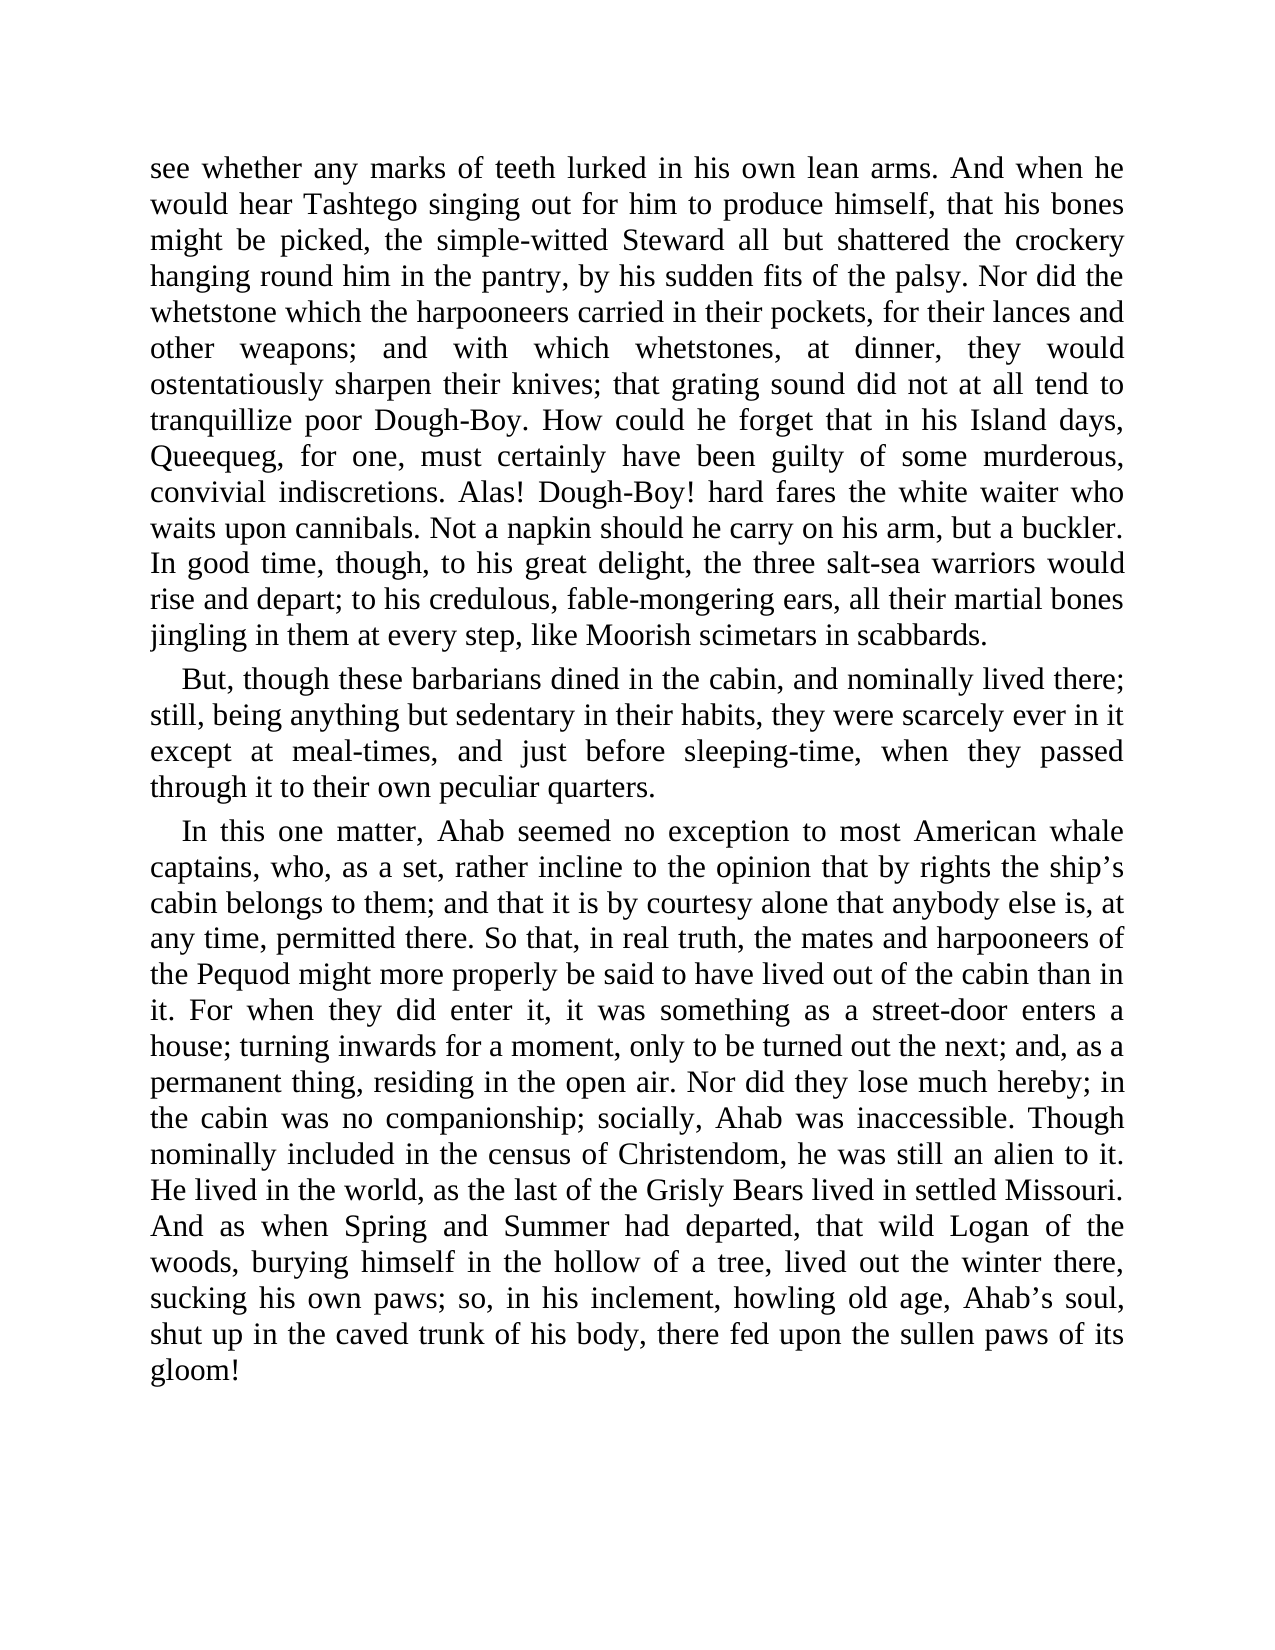 see whether any marks of teeth lurked in his own lean arms. And when he
would hear Tashtego singing out for him to produce himself, that his bones
might be picked, the simple-witted Steward all but shattered the crockery
hanging round him in the pantry, by his sudden fits of the palsy. Nor did the
whetstone which the harpooneers carried in their pockets, for their lances and
other weapons; and with which whetstones, at dinner, they would
ostentatiously sharpen their knives; that grating sound did not at all tend to
tranquillize poor Dough-Boy. How could he forget that in his Island days,
Queequeg, for one, must certainly have been guilty of some murderous,
convivial indiscretions. Alas! Dough-Boy! hard fares the white waiter who
waits upon cannibals. Not a napkin should he carry on his arm, but a buckler.
In good time, though, to his great delight, the three salt-sea warriors would
rise and depart; to his credulous, fable-mongering ears, all their martial bones
jingling in them at every step, like Moorish scimetars in scabbards.
But, though these barbarians dined in the cabin, and nominally lived there;
still, being anything but sedentary in their habits, they were scarcely ever in it
except at meal-times, and just before sleeping-time, when they passed
through it to their own peculiar quarters.
In this one matter, Ahab seemed no exception to most American whale
captains, who, as a set, rather incline to the opinion that by rights the ship’s
cabin belongs to them; and that it is by courtesy alone that anybody else is, at
any time, permitted there. So that, in real truth, the mates and harpooneers of
the Pequod might more properly be said to have lived out of the cabin than in
it. For when they did enter it, it was something as a street-door enters a
house; turning inwards for a moment, only to be turned out the next; and, as a
permanent thing, residing in the open air. Nor did they lose much hereby; in
the cabin was no companionship; socially, Ahab was inaccessible. Though
nominally included in the census of Christendom, he was still an alien to it.
He lived in the world, as the last of the Grisly Bears lived in settled Missouri.
And as when Spring and Summer had departed, that wild Logan of the
woods, burying himself in the hollow of a tree, lived out the winter there,
sucking his own paws; so, in his inclement, howling old age, Ahab’s soul,
shut up in the caved trunk of his body, there fed upon the sullen paws of its
gloom!